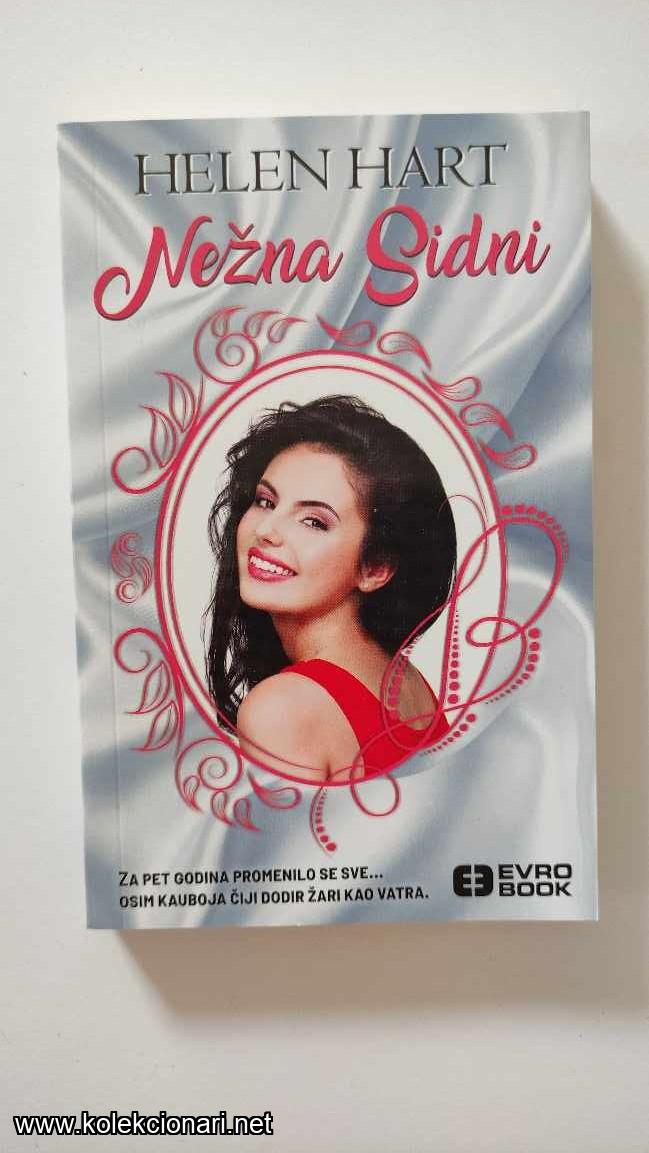 HELEN HART
Nežna Sidni
ZA PET GODINA PROMENILO SE SVE...
OSIM KAUBOJA ČIJI DODIR ŽARI KAO VATRA.
EVRO
BOOK
www.kolekcionari.net